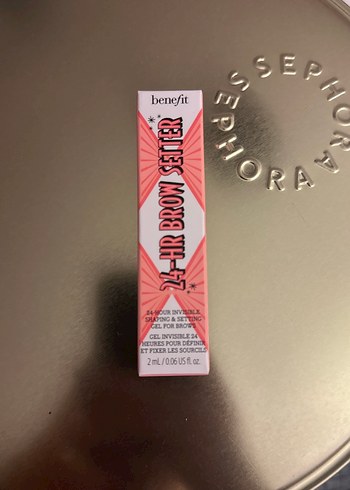 benefit
24-HR BROW SETTER
24-HOUR INVISIBLE
SHAPING & SETTING
GEL FOR BROWS
GEL INVISIBLE 24
HEURES POUR DÉFINIR
ET FIXER LES SOURCILS
2 mL / 0.06 US fl. oz.
SEPHORA
SEPHORA